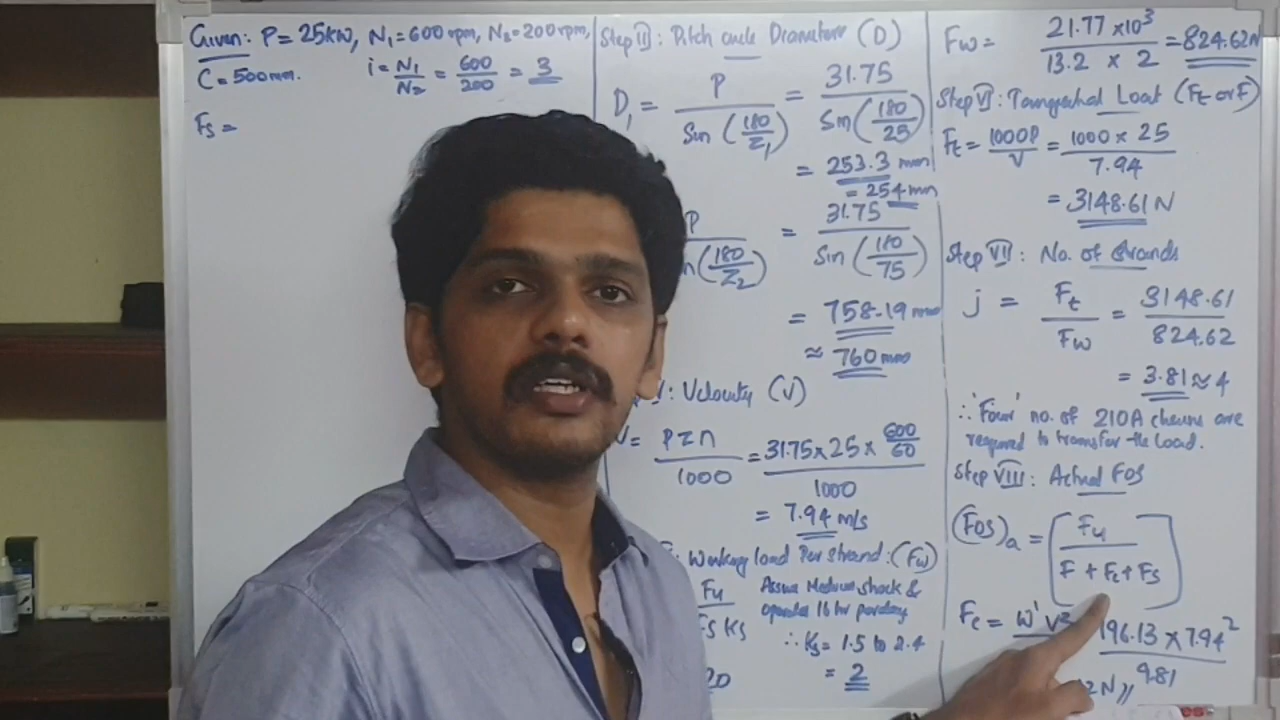 Given: P = 25kW, N₁ = 600 rpm, N₂ = 200 rpm,
C = 500mm. i = N₁/N₂ = 600/200 = 3
Fs =
Step III: Pitch circle Diameter (D)
D₁ = P / Sin (180/Z₁) = 31.75 / Sin (180/25)
= 253.3 mm
= 254 mm
P / (180/Z₂) = 31.75 / Sin (180/75)
= 758.19 mm
≈ 760 mm
V: Velocity (V)
V = PZn / 1000 = 31.75 × 25 × 600/60 / 1000
= 7.94 m/s
Working load Per strand: (Fw)
Fu / FS KS
Assume Medium shock &
operate 16 hr per day
∴ Ks = 1.5 to 2.4
= 2
Fw = 21.77 × 10³ / 13.2 × 2 = 824.62N
Step VI: Tangential Load (Ft or F)
Ft = 1000P / V = 1000 × 25 / 7.94
= 3148.61 N
Step VII: No. of Strands
j = Ft / Fw = 3148.61 / 824.62
= 3.81 ≈ 4
∴ 'Four' no. of 210A chains are
required to transfer the Load.
Step VIII: Actual FOS
(FOS)a = [Fu / F + Fc + Fs]
Fc = w' v² 196.13 × 7.94² / 9.81
2N //